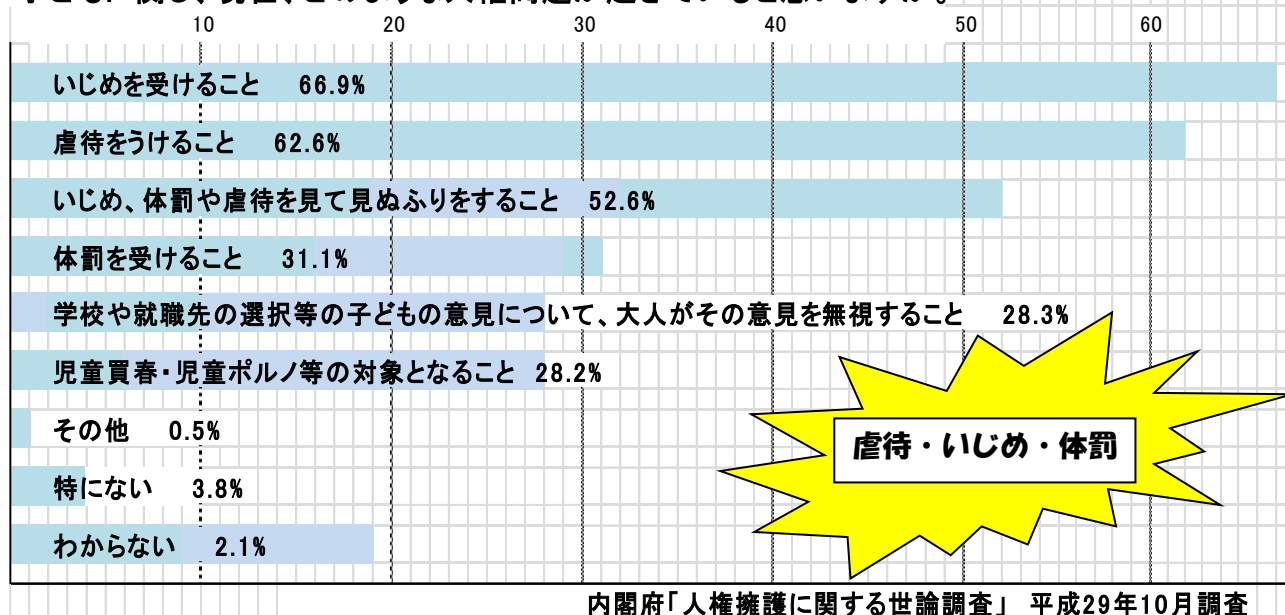 10 20 30 40 50 60
いじめを受けること 66.9%
虐待をうけること 62.6%
いじめ、体罰や虐待を見て見ぬふりをすること 52.6%
体罰を受けること 31.1%
学校や就職先の選択等の子どもの意見について、大人がその意見を無視すること 28.3%
児童買春・児童ポルノ等の対象となること 28.2%
その他 0.5%
特にない 3.8%
わからない 2.1%
虐待・いじめ・体罰
内閣府「人権擁護に関する世論調査」 平成29年10月調査